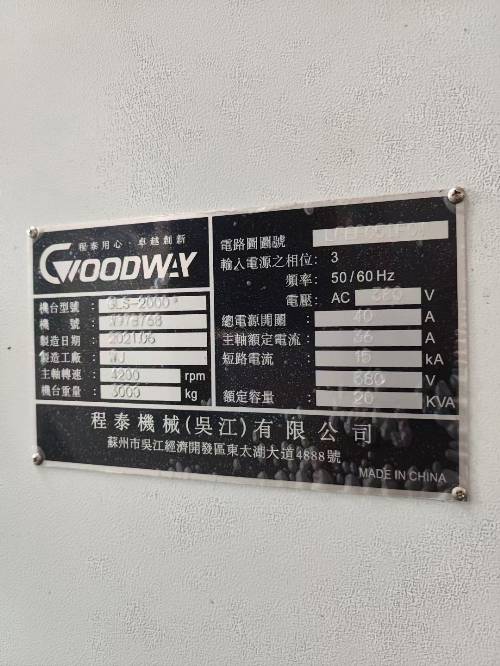 程泰用心 卓越創新
GOODWAY
機台型號 : GLS-2000
機 號 :
製造日期 : 2021.06
製造工廠 : WJ
主軸轉速 : 4200 rpm
機台重量 : 3000 kg
電路圖圖號
輸入電源之相位: 3
頻率: 50/60 Hz
電壓: AC 380 V
總電源開關 : 40 A
主軸額定電流 : 36 A
短路電流 : 15 kA
380 V
額定容量 : 20 KVA
程泰機械(吳江)有限公司
蘇州市吳江經濟開發區東太湖大道4888號
MADE IN CHINA